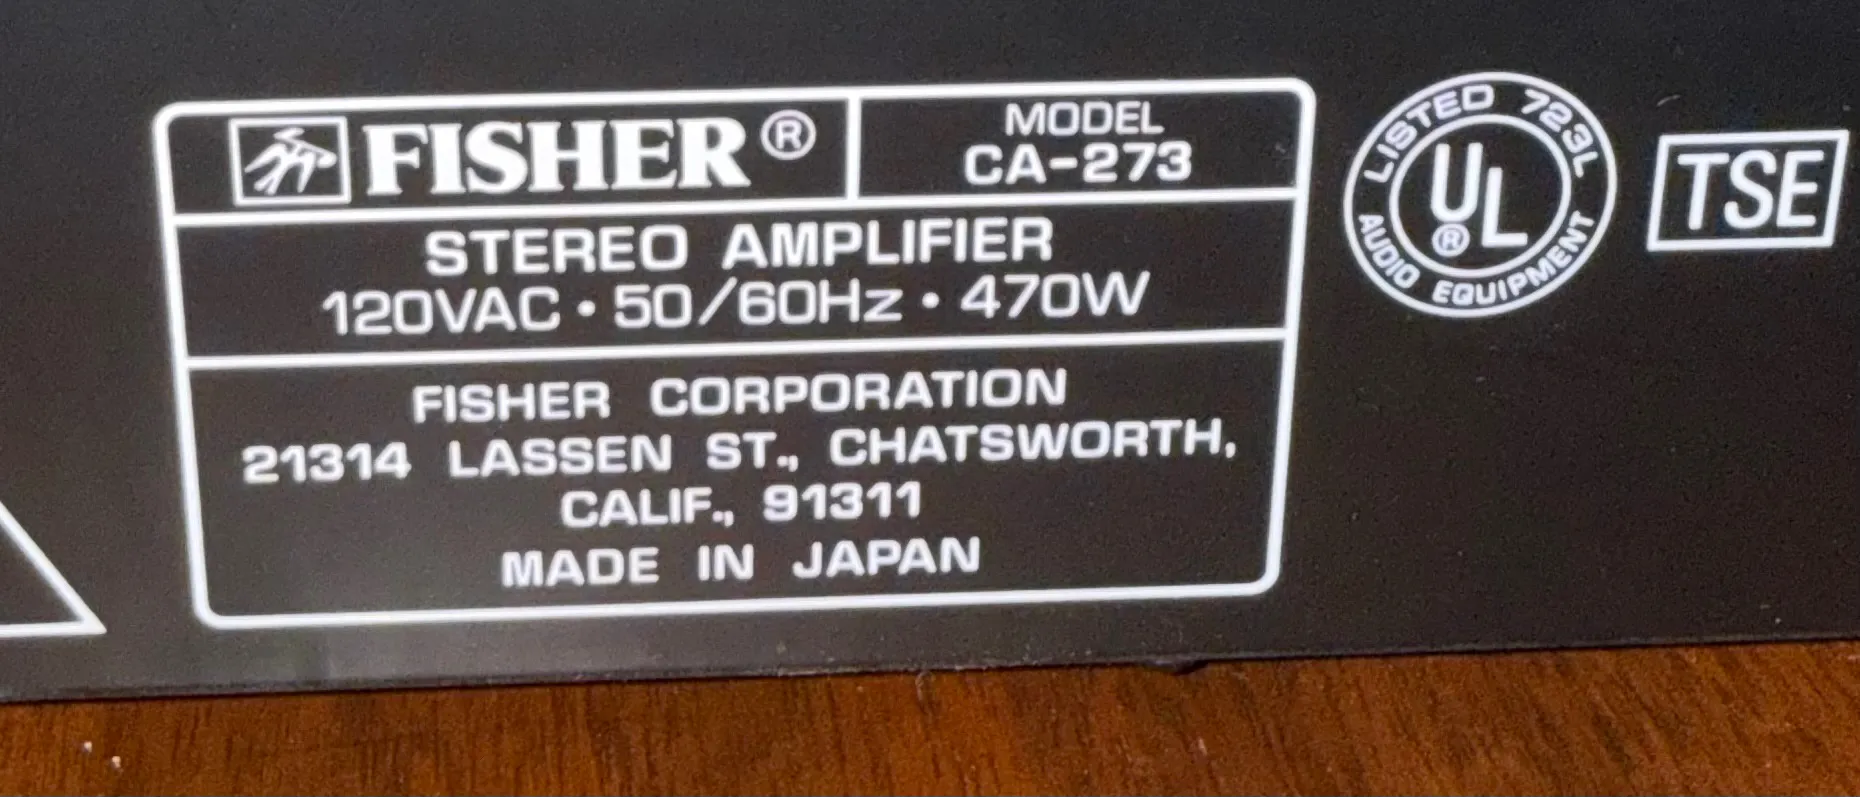 FISHER®
MODEL
CA-273
STEREO AMPLIFIER
120VAC • 50/60Hz • 470W
FISHER CORPORATION
21314 LASSEN ST., CHATSWORTH,
CALIF., 91311
MADE IN JAPAN
LISTED 723L
UL®
AUDIO EQUIPMENT
TSE